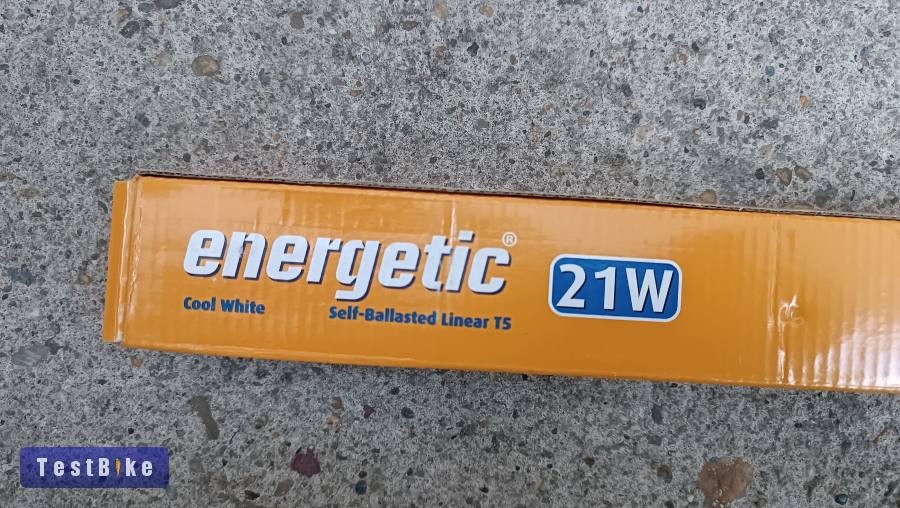 energetic®
21W
Cool White
Self-Ballasted Linear T5
TestBike